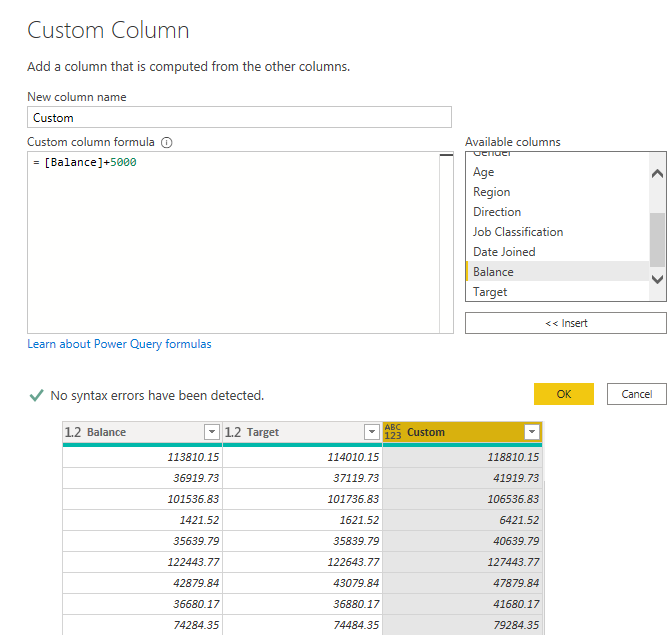 Custom Column
Add a column that is computed from the other columns.
New column name
Custom
Custom column formula
Available columns
= [Balance]+5000
Gender
Age
Region
Direction
Job Classification
Date Joined
Balance
Target
<< Insert
Learn about Power Query formulas
No syntax errors have been detected.
OK
Cancel
1.2 Balance 1.2 Target ABC 123 Custom
113810.15 114010.15 118810.15
36919.73 37119.73 41919.73
101536.83 101736.83 106536.83
1421.52 1621.52 6421.52
35639.79 35839.79 40639.79
122443.77 122643.77 127443.77
42879.84 43079.84 47879.84
36680.17 36880.17 41680.17
74284.35 74484.35 79284.35